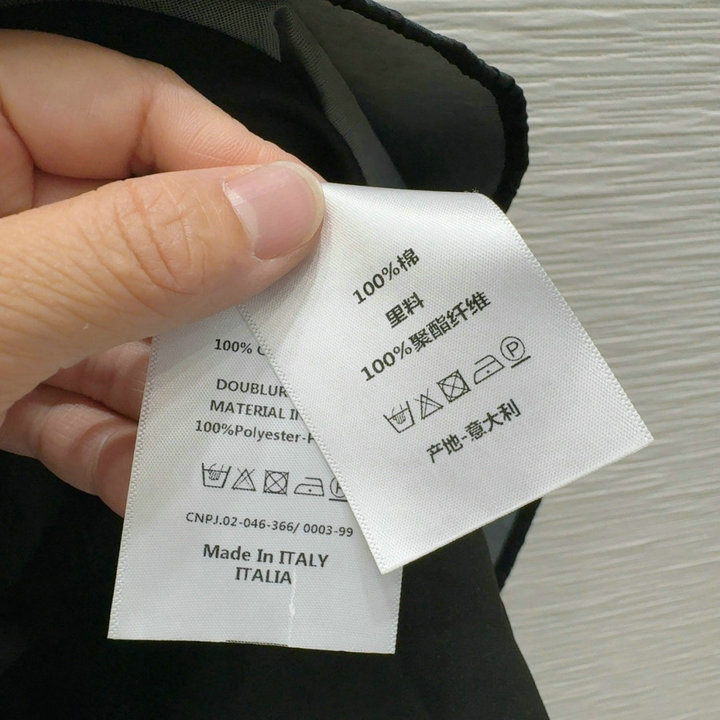 100%棉
里料
100%聚酯纤维
产地-意大利
100% C
DOUBLUR
MATERIAL I
100%Polyester-
CNPJ.02-046-366/ 0003-99
Made In ITALY
ITALIA